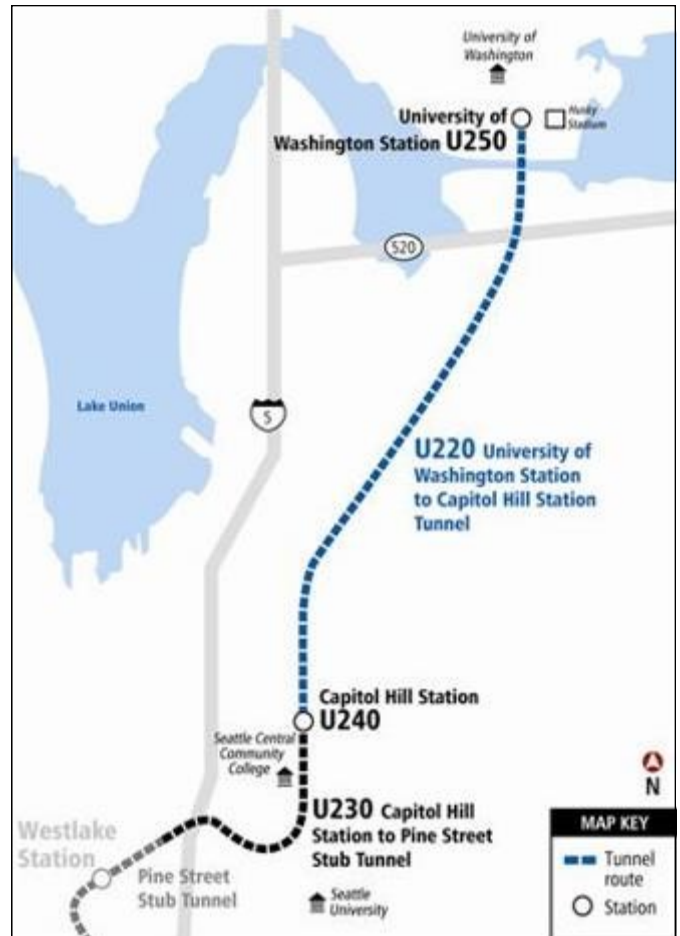 University of
Washington
University of
Washington Station U250
Husky
Stadium
520
Lake Union
5
U220 University of
Washington Station
to Capitol Hill Station
Tunnel
Capitol Hill Station
U240
Seattle Central
Community
College
U230 Capitol Hill
Station to Pine Street
Stub Tunnel
Westlake
Station
Pine Street
Stub Tunnel
Seattle
University
N
MAP KEY
Tunnel
route
Station